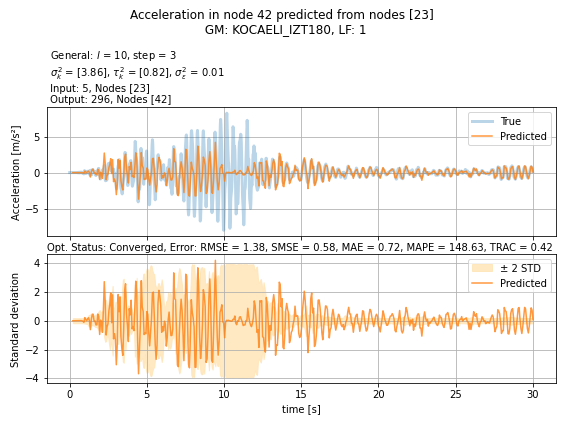 Acceleration in node 42 predicted from nodes [23]
GM: KOCAELI_IZT180, LF: 1
General: l = 10, step = 3
σ²ₖ = [3.86], τ²ₖ = [0.82], σ²ε = 0.01
Input: 5, Nodes [23]
Output: 296, Nodes [42]
True
Predicted
5
0
−5
Acceleration [m/s²]
Opt. Status: Converged, Error: RMSE = 1.38, SMSE = 0.58, MAE = 0.72, MAPE = 148.63, TRAC = 0.42
± 2 STD
Predicted
4
2
0
−2
−4
Standard deviation
0 5 10 15 20 25 30
time [s]